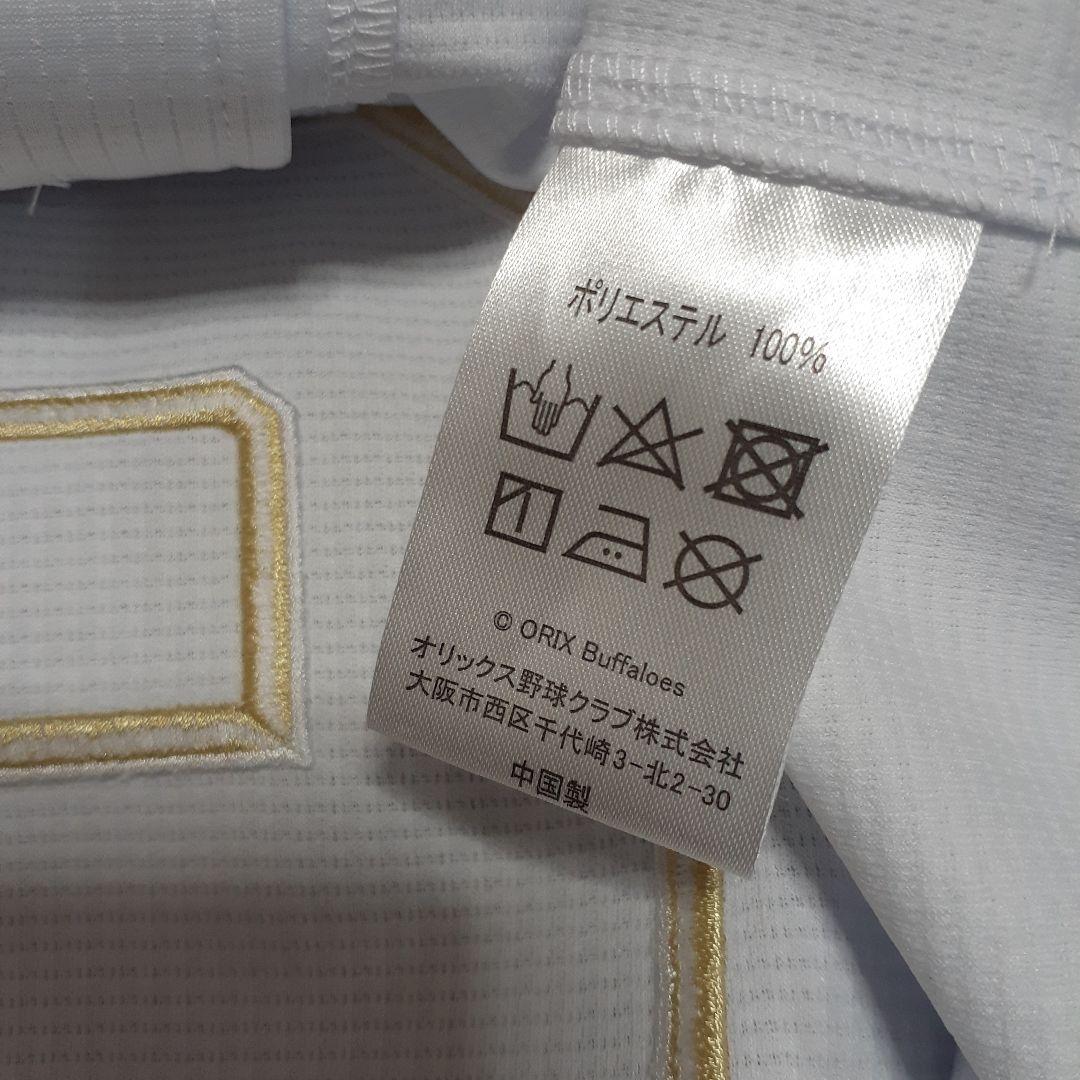 ポリエステル 100%
© ORIX Buffaloes
オリックス野球クラブ株式会社
大阪市西区千代崎3-北2-30
中国製